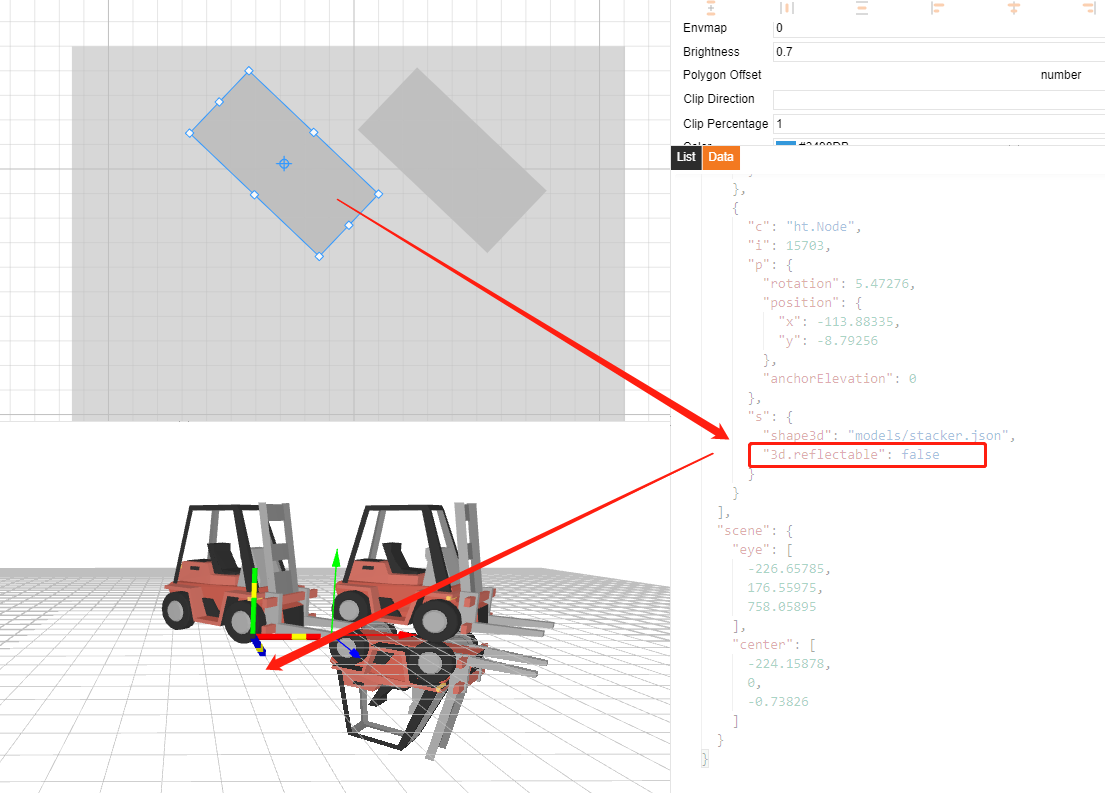 Envmap 0
Brightness 0.7
Polygon Offset number
Clip Direction
Clip Percentage 1
List Data
},
{
"c": "ht.Node",
"i": 15703,
"p": {
"rotation": 5.47276,
"position": {
"x": -113.88335,
"y": -8.79256
},
"anchorElevation": 0
},
"s": {
"shape3d": "models/stacker.json",
"3d.reflectable": false
}
}
],
"scene": {
"eye": [
-226.65785,
176.55975,
758.05895
],
"center": [
-224.15878,
0,
-0.73826
]
}
}